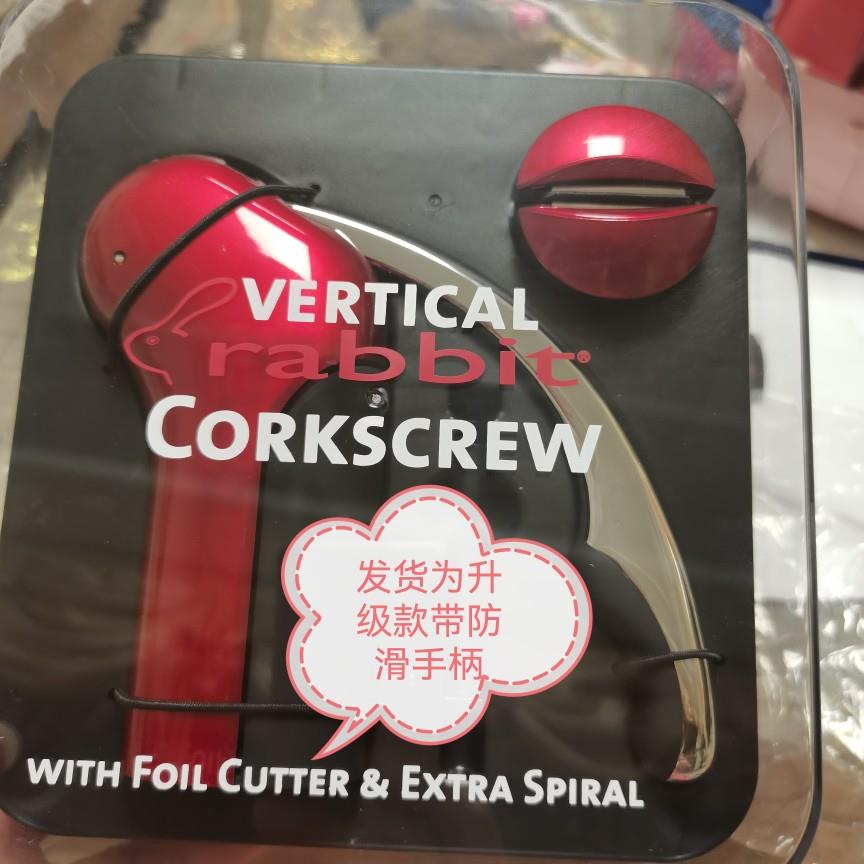 VERTICAL
rabbit®
CORKSCREW
发货为升
级款带防
滑手柄
WITH FOIL CUTTER & EXTRA SPIRAL